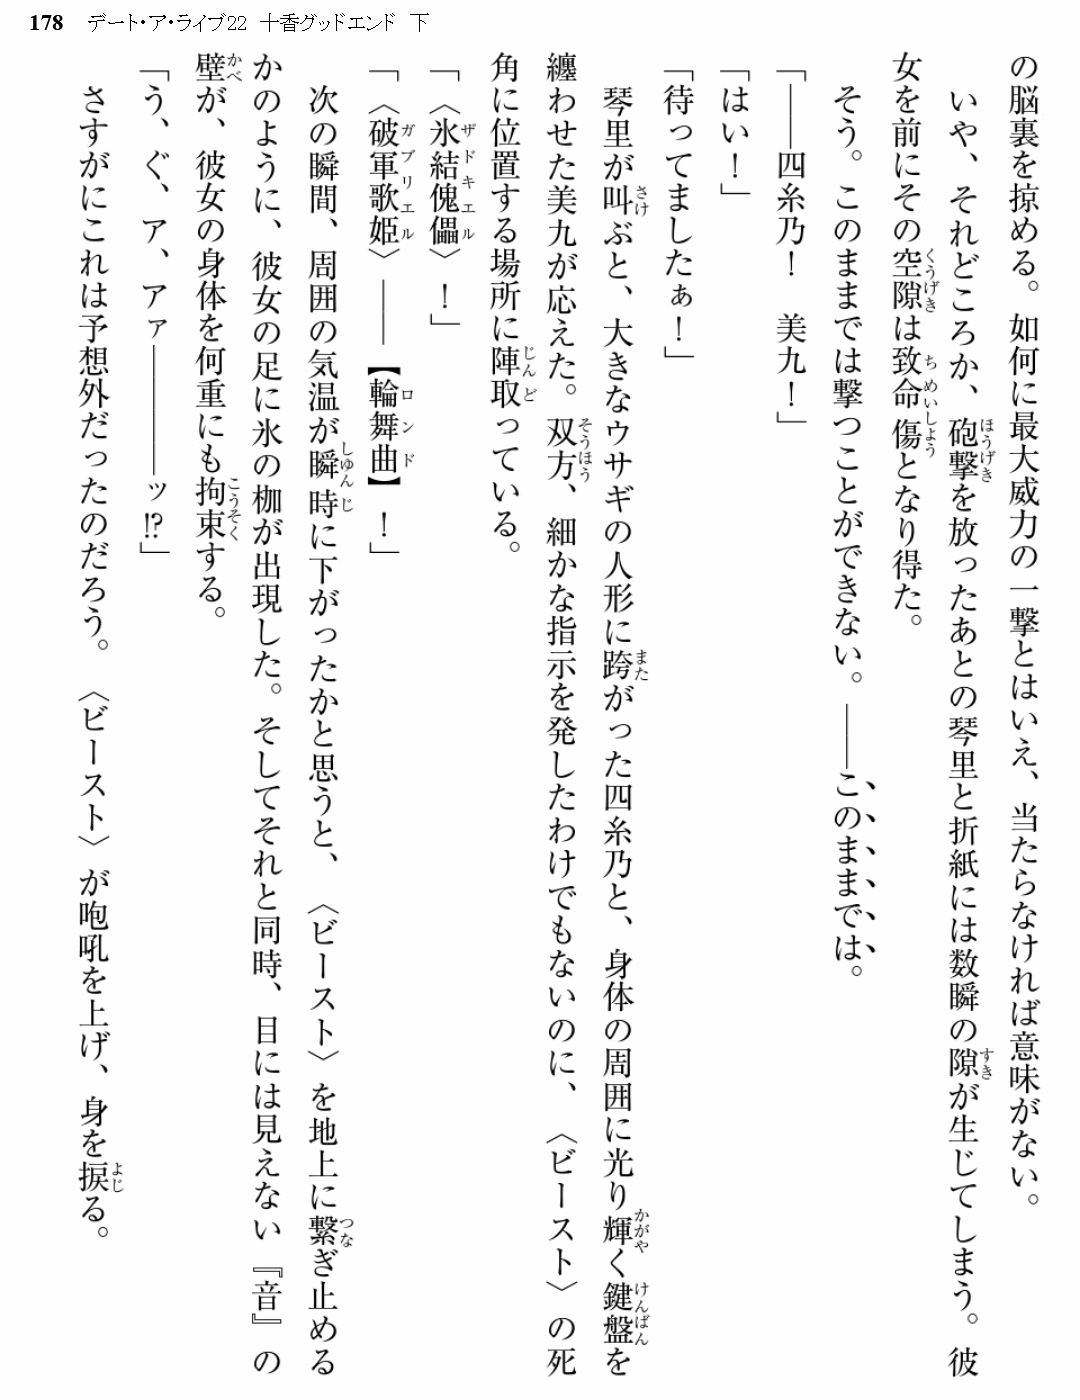 178 デート・ア・ライブ22 十香グッドエンド 下
の脳裏を掠める。如何に最大威力の一撃とはいえ、当たらなければ意味がない。
いや、それどころか、砲撃を放ったあとの琴里と折紙には数瞬の隙が生じてしまう。彼
女を前にその空隙は致命傷となり得た。
そう。このままでは撃つことができない。――このままでは。
「――四糸乃！　美九！」
「はい！」
「待ってましたぁ！」
琴里が叫ぶと、大きなウサギの人形に跨がった四糸乃と、身体の周囲に光り輝く鍵盤を
纏わせた美九が応えた。双方、細かな指示を発したわけでもないのに、〈ビースト〉の死
角に位置する場所に陣取っている。
「〈氷結傀儡〉！」
「〈破軍歌姫〉――【輪舞曲】！」
次の瞬間、周囲の気温が瞬時に下がったかと思うと、〈ビースト〉を地上に繋ぎ止める
かのように、彼女の足に氷の枷が出現した。そしてそれと同時、目には見えない『音』の
壁が、彼女の身体を何重にも拘束する。
「う、ぐ、ア、アァ――――ッ⁉」
さすがにこれは予想外だったのだろう。〈ビースト〉が咆吼を上げ、身を捩る。